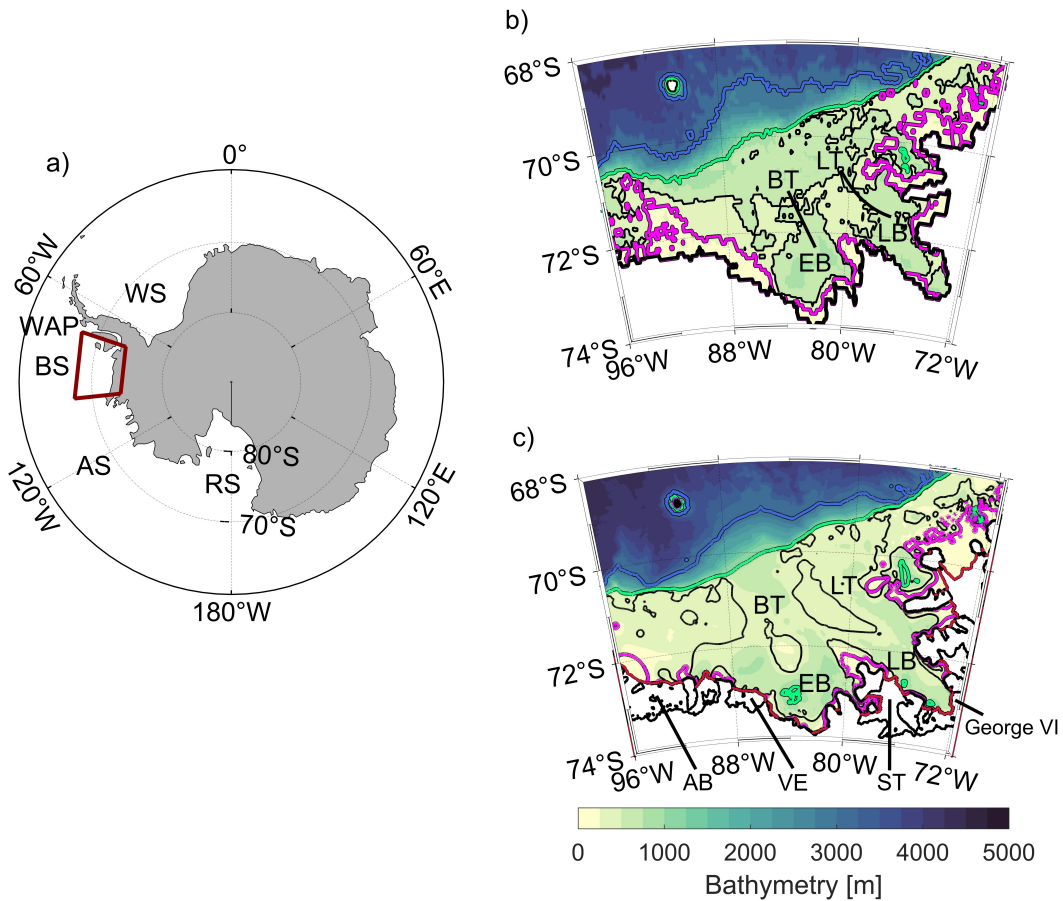 a)
0°
60°W
60°E
WS
WAP
BS
AS
RS
80°S
70°S
120°W
120°E
180°W
b)
68°S
70°S
72°S
74°S
LT
BT
LB
EB
96°W
88°W
80°W
72°W
c)
68°S
70°S
72°S
74°S
LT
BT
LB
EB
George VI
96°W
88°W
80°W
72°W
AB
VE
ST
0 1000 2000 3000 4000 5000
Bathymetry [m]